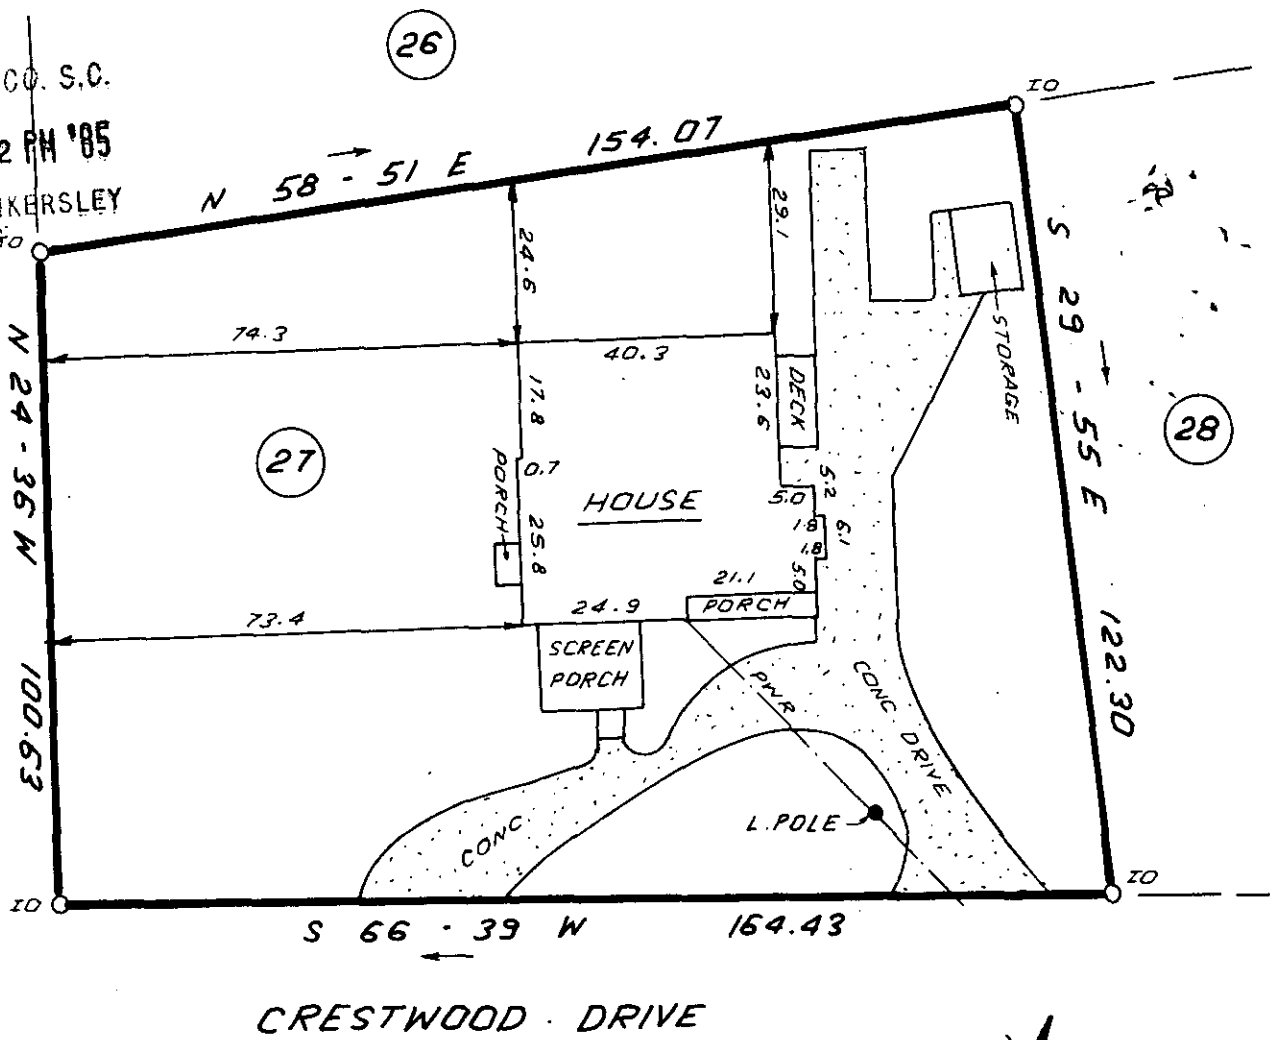 26
CO. S.C.
2 PH '85
KERSLEY
IO
N 58 - 51 E 154.07
IO
24.6
29.1
74.3
40.3
17.8
23.6
DECK
STORAGE
S 29 - 55 E 122.30
28
27
N 24 - 36 W 100.63
PORCH
0.7
25.8
HOUSE
5.0
5.2
1.8
6.1
1.8
5.0
21.1
PORCH
24.9
73.4
SCREEN
PORCH
PWR
CONC DRIVE
L. POLE
CONC.
IO
IO
S 66 - 39 W 164.43
CRESTWOOD DRIVE